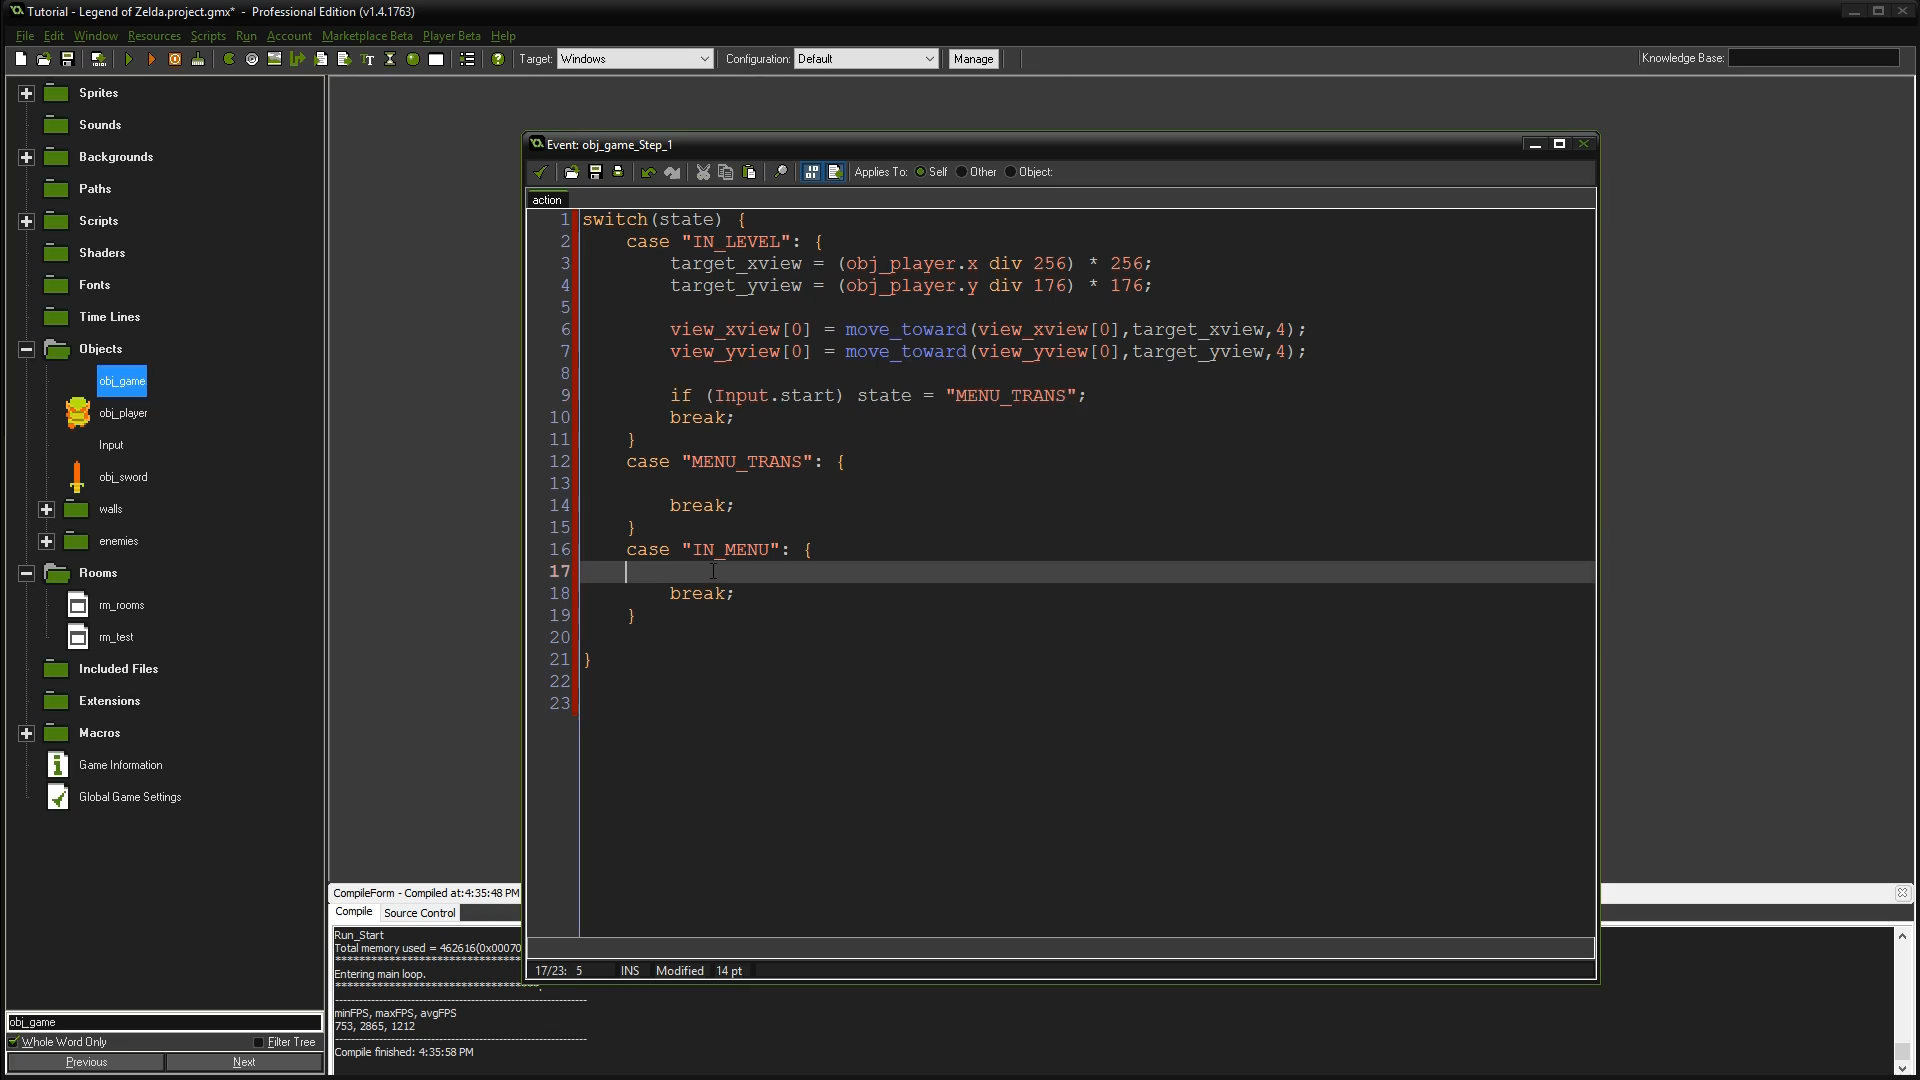 Tutorial - Legend of Zelda.project.gmx* - Professional Edition (v1.4.1763)
File Edit Window Resources Scripts Run Account Marketplace Beta Player Beta Help
Target: Windows Configuration: Default Manage Knowledge Base:
Sprites
Sounds
Backgrounds
Paths
Scripts
Shaders
Fonts
Time Lines
Objects
obj_game
obj_player
Input
obj_sword
walls
enemies
Rooms
rm_rooms
rm_test
Included Files
Extensions
Macros
Game Information
Global Game Settings
obj_game
Whole Word Only Filter Tree
Previous Next
Event: obj_game_Step_1
Applies To: Self Other Object:
action
1 switch(state) {
2 case "IN_LEVEL": {
3 target_xview = (obj_player.x div 256) * 256;
4 target_yview = (obj_player.y div 176) * 176;
5
6 view_xview[0] = move_toward(view_xview[0],target_xview,4);
7 view_yview[0] = move_toward(view_yview[0],target_yview,4);
8
9 if (Input.start) state = "MENU_TRANS";
10 break;
11 }
12 case "MENU_TRANS": {
13
14 break;
15 }
16 case "IN_MENU": {
17
18 break;
19 }
20
21 }
22
23
17/23: 5 INS Modified 14 pt
CompileForm - Compiled at:4:35:48 PM
Compile Source Control
Run_Start
Total memory used = 462616(0x00070
**********************************
Entering main loop.
**********************************.
----------------------------------------------------------------
minFPS, maxFPS, avgFPS
753, 2865, 1212
----------------------------------------------------------------
Compile finished: 4:35:58 PM